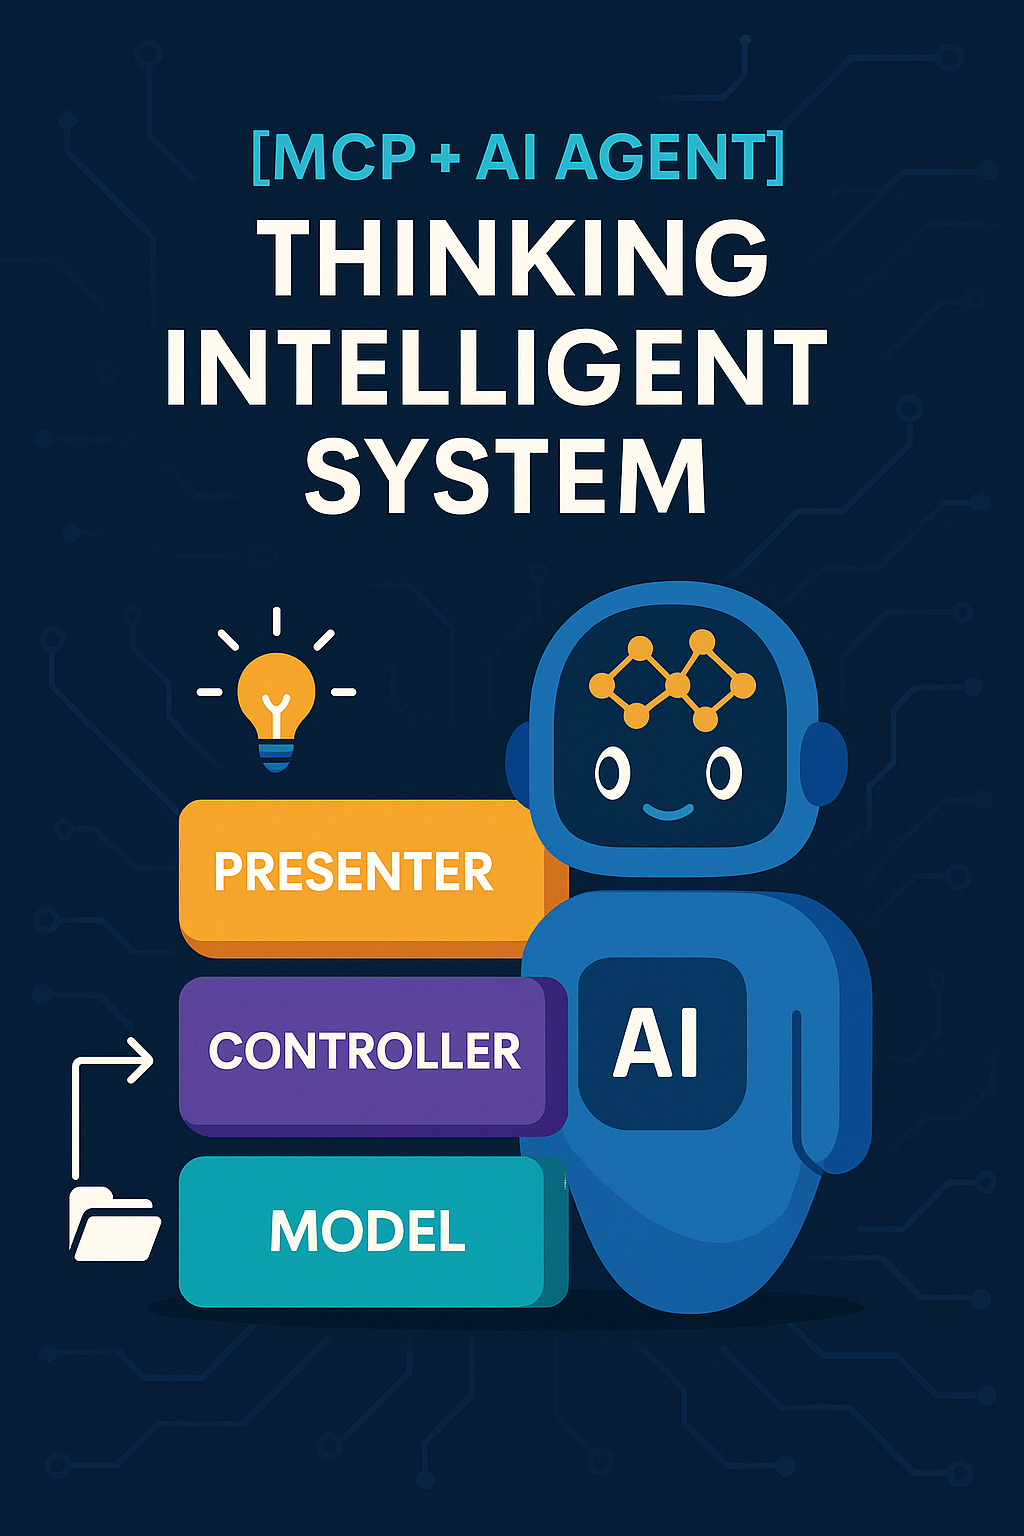 [MCP + AI AGENT]
THINKING
INTELLIGENT
SYSTEM
PRESENTER
CONTROLLER
AI
MODEL